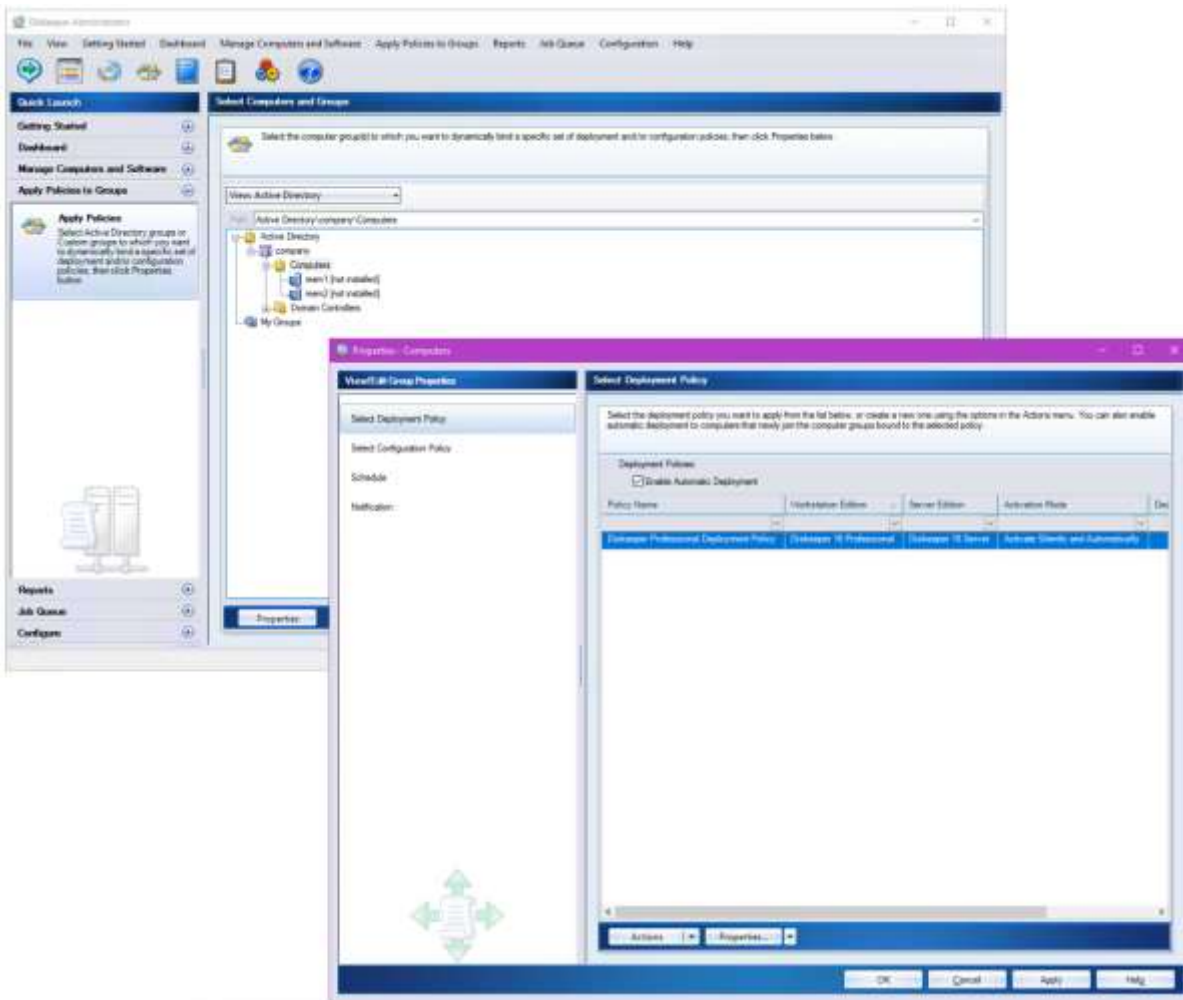 Diskeeper Administrator
File View Getting Started Dashboard Manage Computers and Software Apply Policies to Groups Reports Job Queue Configuration Help
Quick Launch
Getting Started
Dashboard
Manage Computers and Software
Apply Policies to Groups
Apply Policies
Select Active Directory groups or
Custom groups to which you want
to dynamically bind a specific set of
deployment and/or configuration
policies, then click Properties
below.
Reports
Job Queue
Configure
Select Computers and Groups
Select the computer group(s) to which you want to dynamically bind a specific set of deployment and/or configuration policies, then click Properties below.
View: Active Directory
Active Directory\company\Computers
Active Directory
company
Computers
mem1 [not installed]
mem2 [not installed]
Domain Controllers
My Groups
Properties
Properties - Computers
View/Edit Group Properties
Select Deployment Policy
Select Configuration Policy
Schedule
Notification
Select Deployment Policy
Select the deployment policy you want to apply from the list below, or create a new one using the options in the Actions menu. You can also enable
automatic deployment to computers that newly join the computer groups bound to the selected policy.
Deployment Policies
Enable Automatic Deployment
Policy Name Workstation Edition Server Edition Activation Mode Des
Diskeeper Professional Deployment Policy Diskeeper 16 Professional Diskeeper 16 Server Activate Silently and Automatically
Actions Properties...
OK Cancel Apply Help